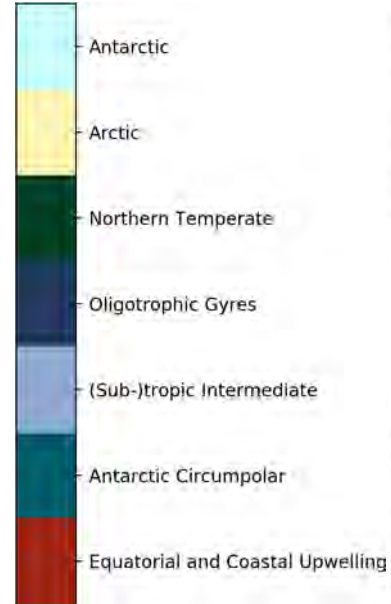 Antarctic
Arctic
Northern Temperate
Oligotrophic Gyres
(Sub-)tropic Intermediate
Antarctic Circumpolar
Equatorial and Coastal Upwelling